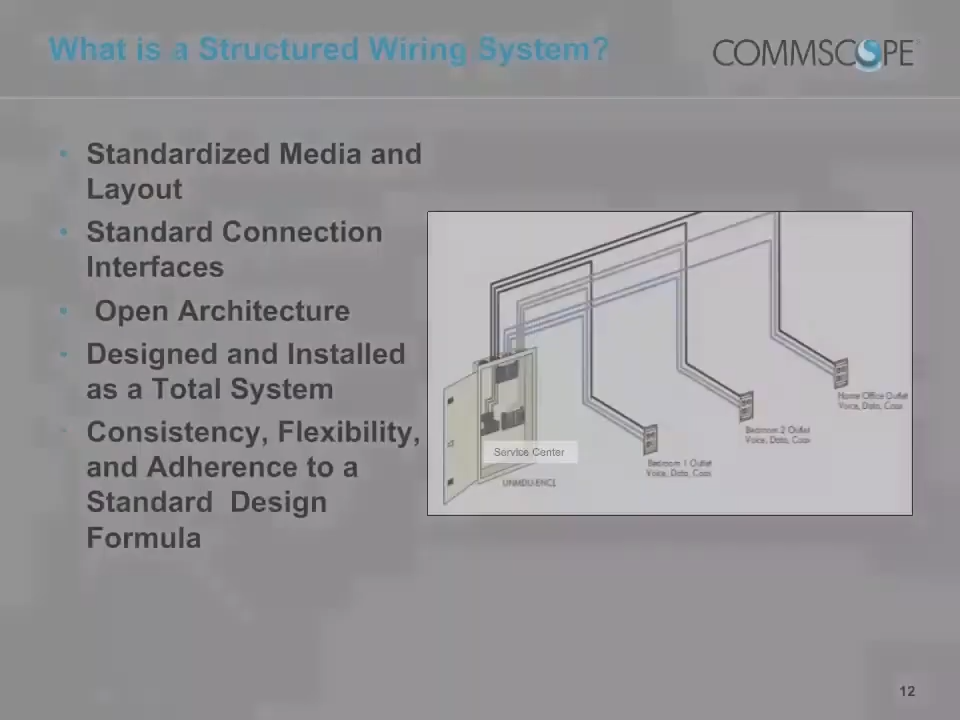 What is a Structured Wiring System?
COMMSCOPE
• Standardized Media and
Layout
• Standard Connection
Interfaces
• Open Architecture
• Designed and Installed
as a Total System
• Consistency, Flexibility,
and Adherence to a
Standard Design
Formula
Home Office Outlet
Voice, Data, Coax
Bedroom 2 Outlet
Voice, Data, Coax
Service Center
Bedroom 1 Outlet
Voice, Data, Coax
UNMDU-ENCL
12